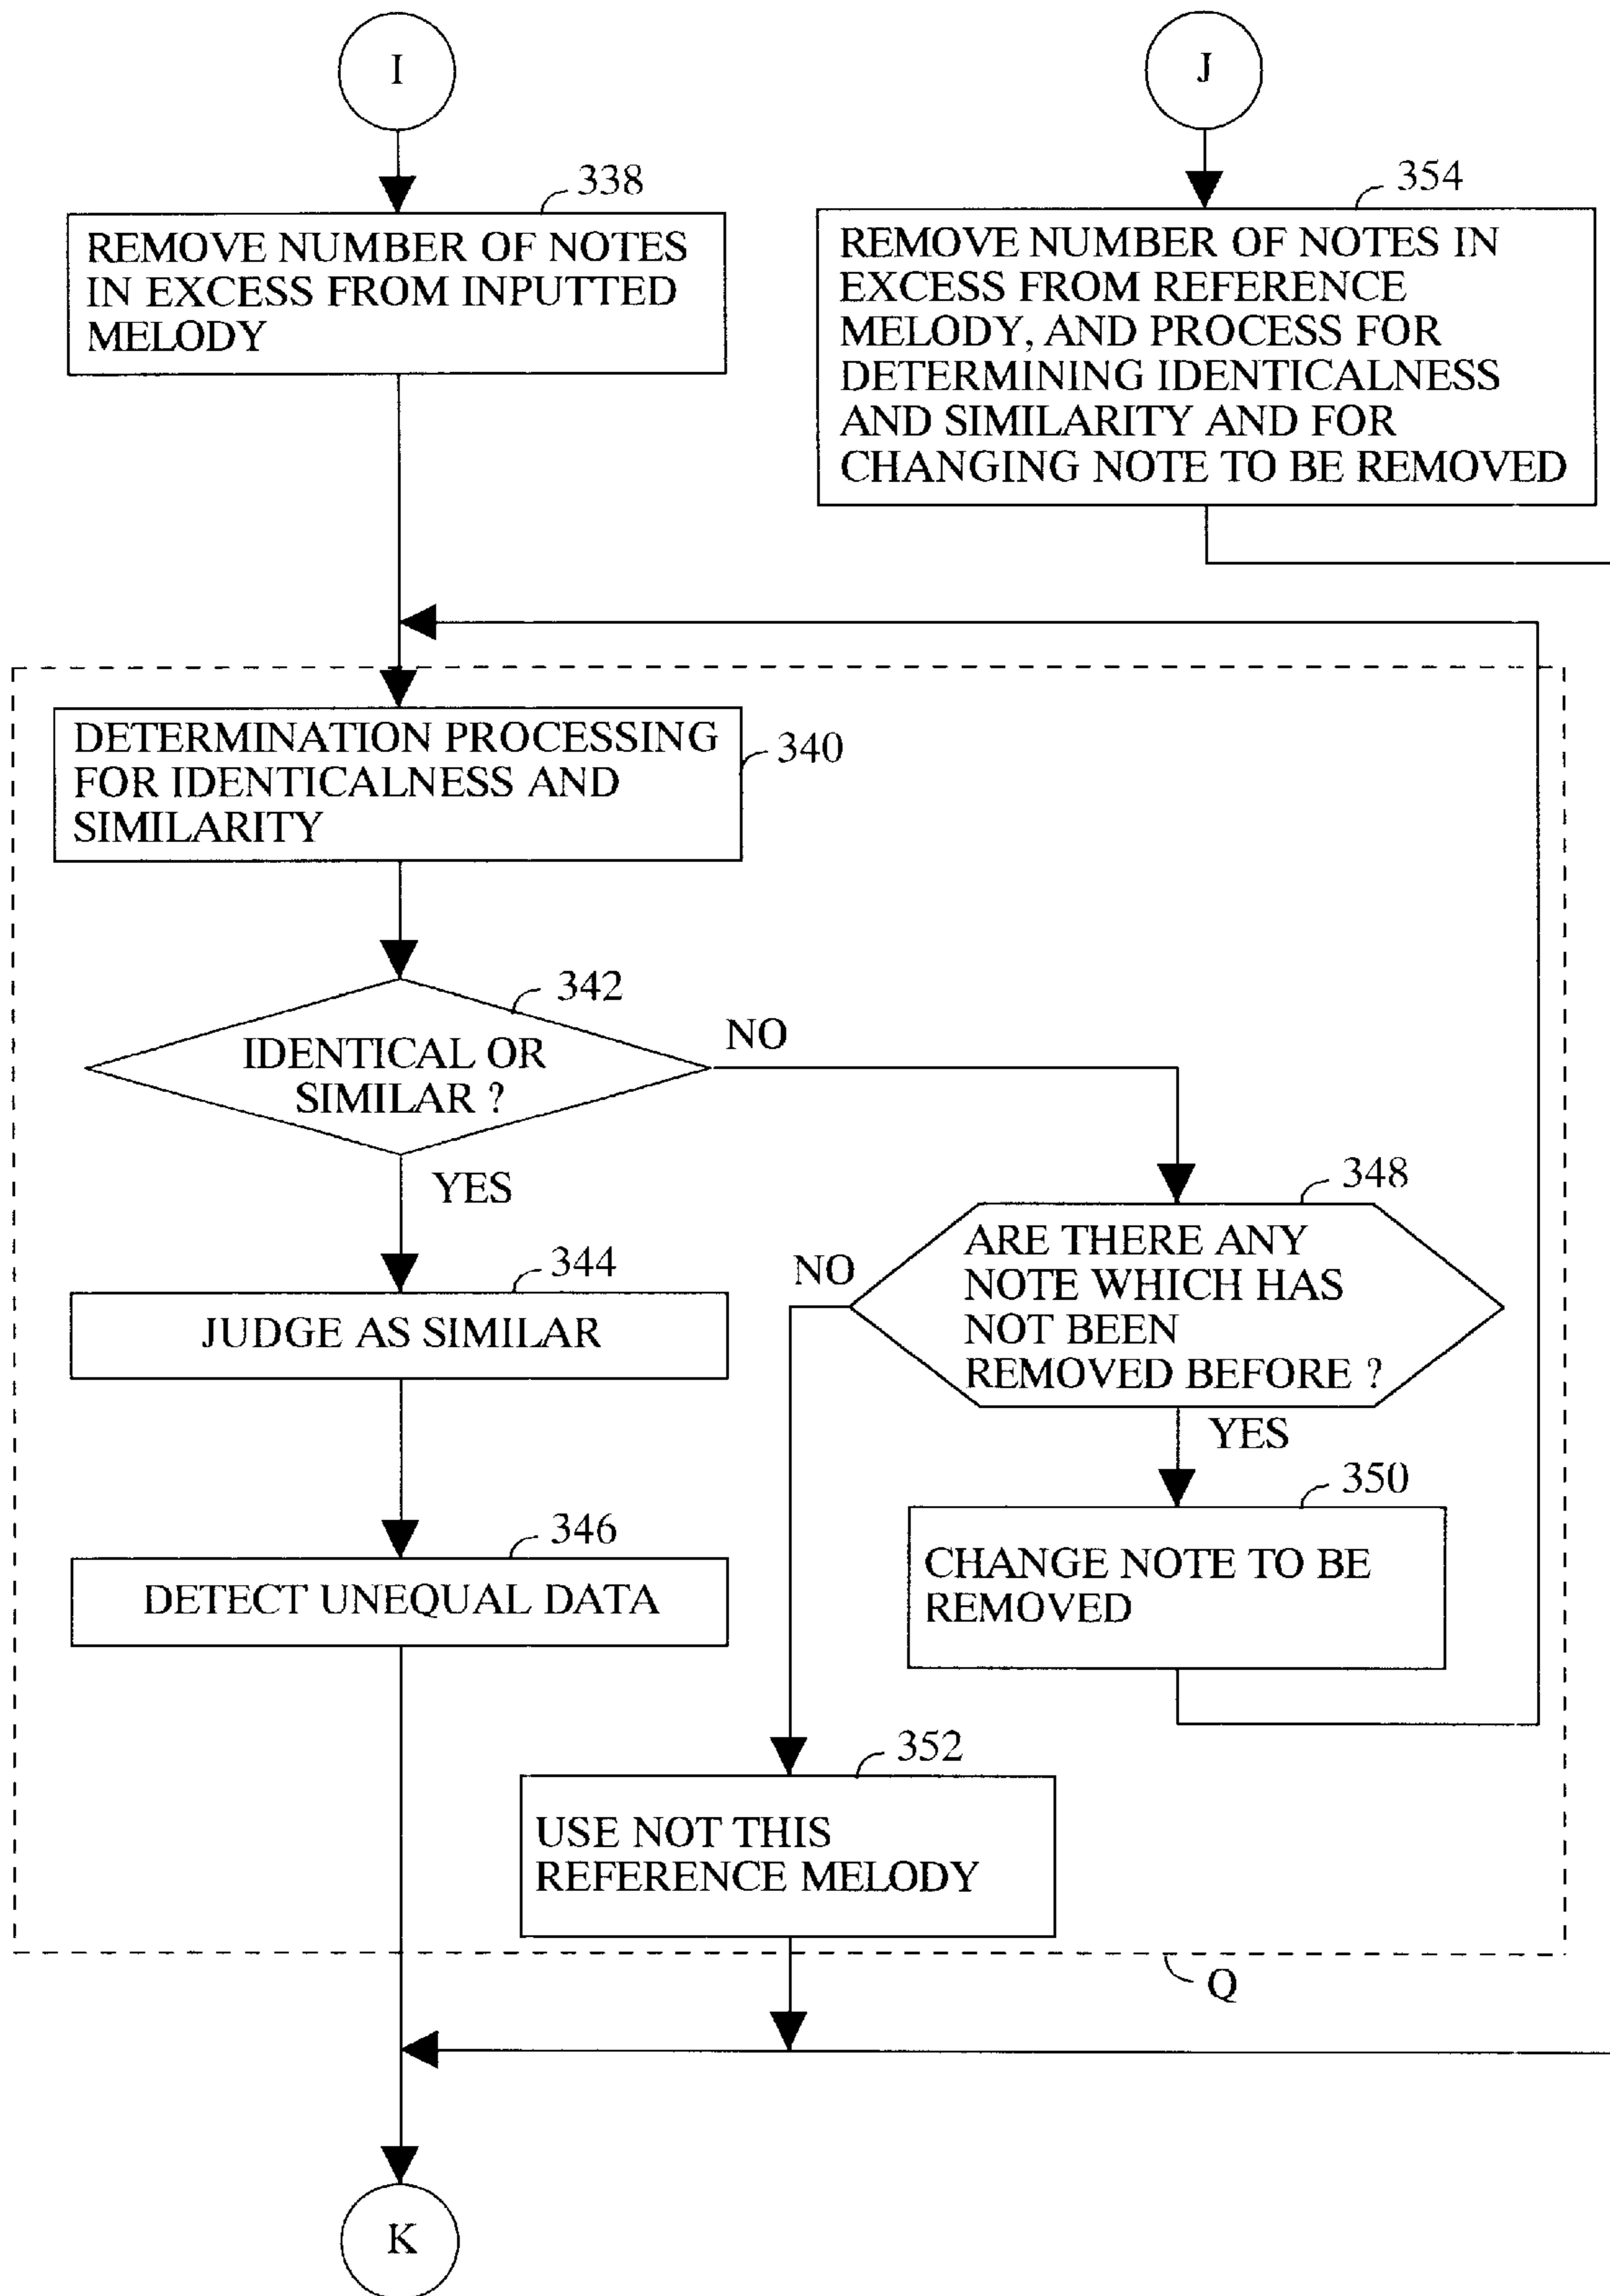 I
J
338
REMOVE NUMBER OF NOTES
IN EXCESS FROM INPUTTED
MELODY
354
REMOVE NUMBER OF NOTES IN
EXCESS FROM REFERENCE
MELODY, AND PROCESS FOR
DETERMINING IDENTICALNESS
AND SIMILARITY AND FOR
CHANGING NOTE TO BE REMOVED
DETERMINATION PROCESSING
FOR IDENTICALNESS AND
SIMILARITY
340
342
IDENTICAL OR
SIMILAR ?
NO
YES
348
ARE THERE ANY
NOTE WHICH HAS
NOT BEEN
REMOVED BEFORE ?
NO
YES
344
JUDGE AS SIMILAR
350
CHANGE NOTE TO BE
REMOVED
346
DETECT UNEQUAL DATA
352
USE NOT THIS
REFERENCE MELODY
Q
K